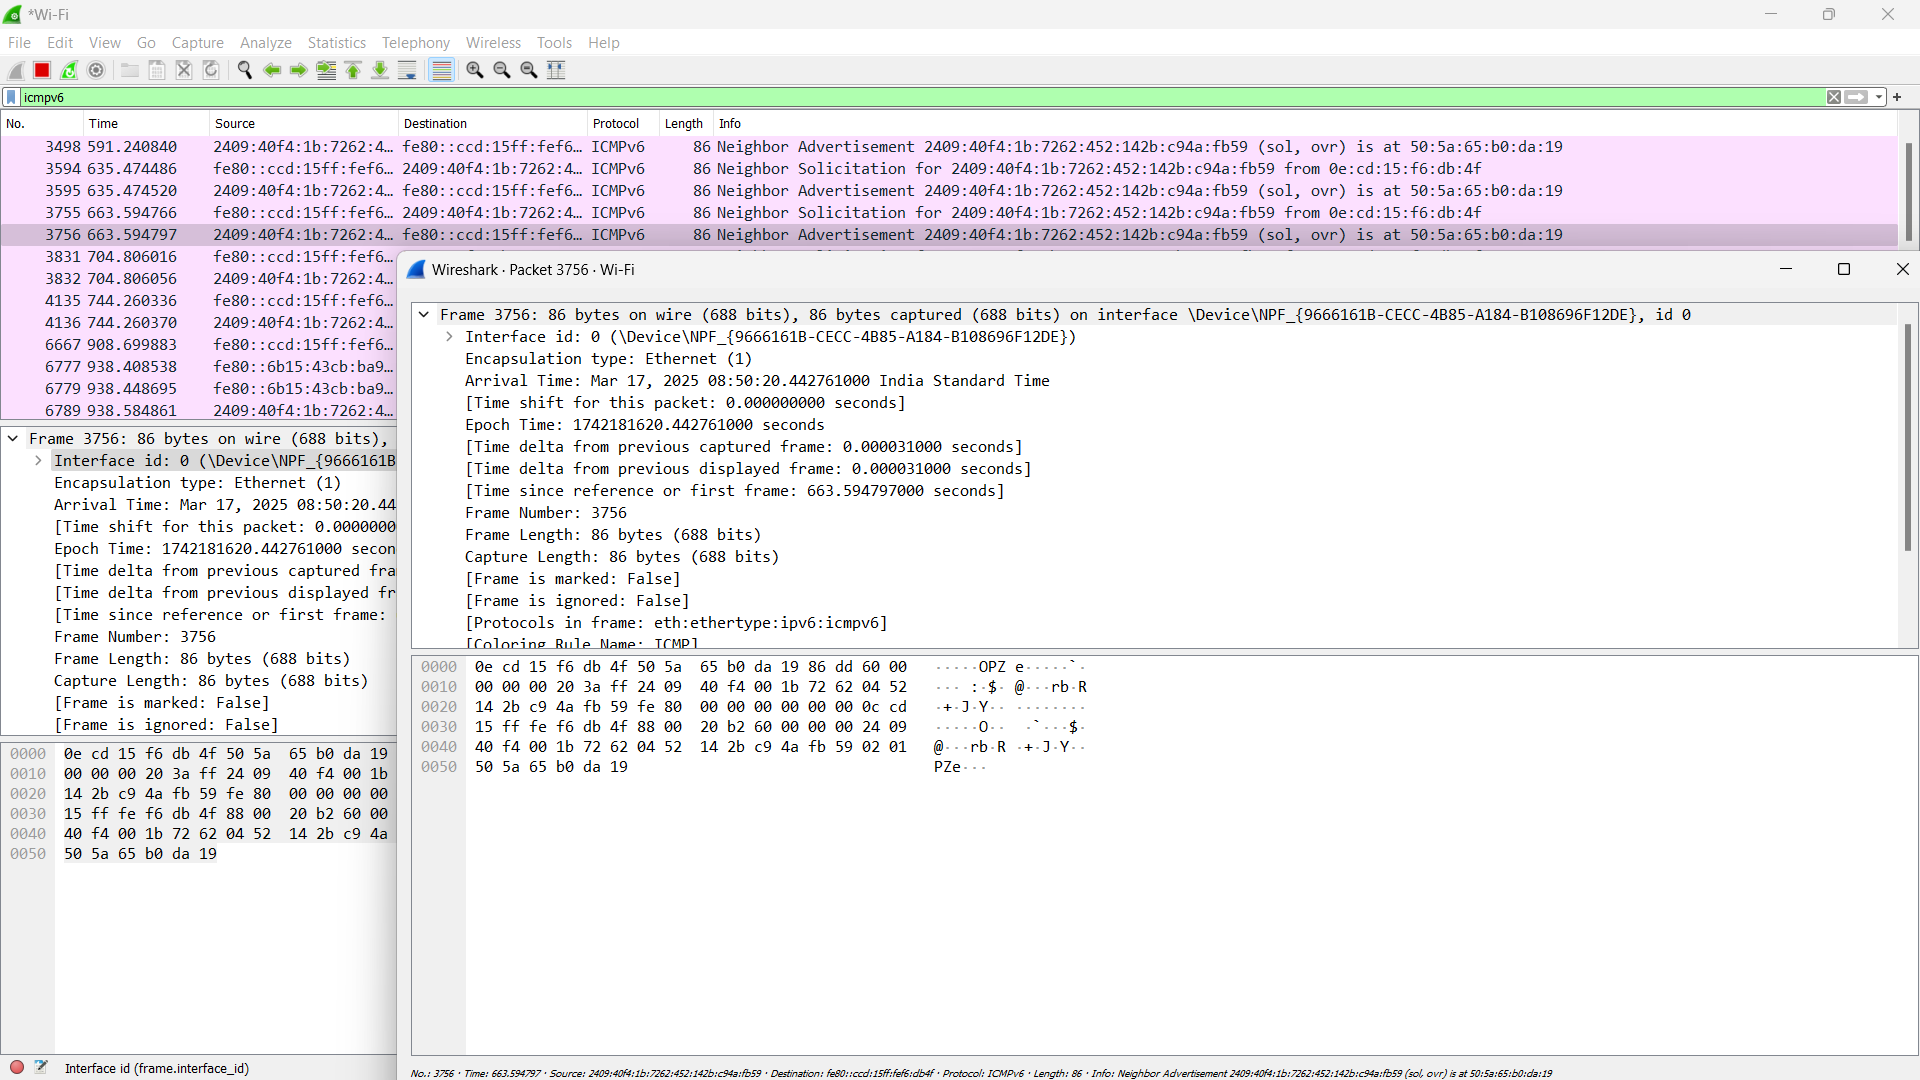 *Wi-Fi
File Edit View Go Capture Analyze Statistics Telephony Wireless Tools Help
icmpv6
No. Time Source Destination Protocol Length Info
3498 591.240840 2409:40f4:1b:7262:4… fe80::ccd:15ff:fef6… ICMPv6 86 Neighbor Advertisement 2409:40f4:1b:7262:452:142b:c94a:fb59 (sol, ovr) is at 50:5a:65:b0:da:19
3594 635.474486 fe80::ccd:15ff:fef6… 2409:40f4:1b:7262:4… ICMPv6 86 Neighbor Solicitation for 2409:40f4:1b:7262:452:142b:c94a:fb59 from 0e:cd:15:f6:db:4f
3595 635.474520 2409:40f4:1b:7262:4… fe80::ccd:15ff:fef6… ICMPv6 86 Neighbor Advertisement 2409:40f4:1b:7262:452:142b:c94a:fb59 (sol, ovr) is at 50:5a:65:b0:da:19
3755 663.594766 fe80::ccd:15ff:fef6… 2409:40f4:1b:7262:4… ICMPv6 86 Neighbor Solicitation for 2409:40f4:1b:7262:452:142b:c94a:fb59 from 0e:cd:15:f6:db:4f
3756 663.594797 2409:40f4:1b:7262:4… fe80::ccd:15ff:fef6… ICMPv6 86 Neighbor Advertisement 2409:40f4:1b:7262:452:142b:c94a:fb59 (sol, ovr) is at 50:5a:65:b0:da:19
3831 704.806016 fe80::ccd:15ff:fef6…
3832 704.806056 2409:40f4:1b:7262:4…
4135 744.260336 fe80::ccd:15ff:fef6…
4136 744.260370 2409:40f4:1b:7262:4…
6667 908.699883 fe80::ccd:15ff:fef6…
6777 938.408538 fe80::6b15:43cb:ba9…
6779 938.448695 fe80::6b15:43cb:ba9…
6789 938.584861 2409:40f4:1b:7262:4…
Frame 3756: 86 bytes on wire (688 bits),
Interface id: 0 (\Device\NPF_{9666161B
Encapsulation type: Ethernet (1)
Arrival Time: Mar 17, 2025 08:50:20.44
[Time shift for this packet: 0.0000000
Epoch Time: 1742181620.442761000 secon
[Time delta from previous captured fra
[Time delta from previous displayed fr
[Time since reference or first frame:
Frame Number: 3756
Frame Length: 86 bytes (688 bits)
Capture Length: 86 bytes (688 bits)
[Frame is marked: False]
[Frame is ignored: False]
0000 0e cd 15 f6 db 4f 50 5a 65 b0 da 19
0010 00 00 00 20 3a ff 24 09 40 f4 00 1b
0020 14 2b c9 4a fb 59 fe 80 00 00 00 00
0030 15 ff fe f6 db 4f 88 00 20 b2 60 00
0040 40 f4 00 1b 72 62 04 52 14 2b c9 4a
0050 50 5a 65 b0 da 19
Interface id (frame.interface_id)
Wireshark · Packet 3756 · Wi-Fi
Frame 3756: 86 bytes on wire (688 bits), 86 bytes captured (688 bits) on interface \Device\NPF_{9666161B-CECC-4B85-A184-B108696F12DE}, id 0
Interface id: 0 (\Device\NPF_{9666161B-CECC-4B85-A184-B108696F12DE})
Encapsulation type: Ethernet (1)
Arrival Time: Mar 17, 2025 08:50:20.442761000 India Standard Time
[Time shift for this packet: 0.000000000 seconds]
Epoch Time: 1742181620.442761000 seconds
[Time delta from previous captured frame: 0.000031000 seconds]
[Time delta from previous displayed frame: 0.000031000 seconds]
[Time since reference or first frame: 663.594797000 seconds]
Frame Number: 3756
Frame Length: 86 bytes (688 bits)
Capture Length: 86 bytes (688 bits)
[Frame is marked: False]
[Frame is ignored: False]
[Protocols in frame: eth:ethertype:ipv6:icmpv6]
[Coloring Rule Name: ICMP]
0000 0e cd 15 f6 db 4f 50 5a 65 b0 da 19 86 dd 60 00 ·····OPZ e·····`·
0010 00 00 00 20 3a ff 24 09 40 f4 00 1b 72 62 04 52 ··· :·$· @···rb·R
0020 14 2b c9 4a fb 59 fe 80 00 00 00 00 00 00 0c cd ·+·J·Y·· ········
0030 15 ff fe f6 db 4f 88 00 20 b2 60 00 00 00 24 09 ·····O·· ·`···$·
0040 40 f4 00 1b 72 62 04 52 14 2b c9 4a fb 59 02 01 @···rb·R ·+·J·Y··
0050 50 5a 65 b0 da 19 PZe···
No.: 3756 · Time: 663.594797 · Source: 2409:40f4:1b:7262:452:142b:c94a:fb59 · Destination: fe80::ccd:15ff:fef6:db4f · Protocol: ICMPv6 · Length: 86 · Info: Neighbor Advertisement 2409:40f4:1b:7262:452:142b:c94a:fb59 (sol, ovr) is at 50:5a:65:b0:da:19